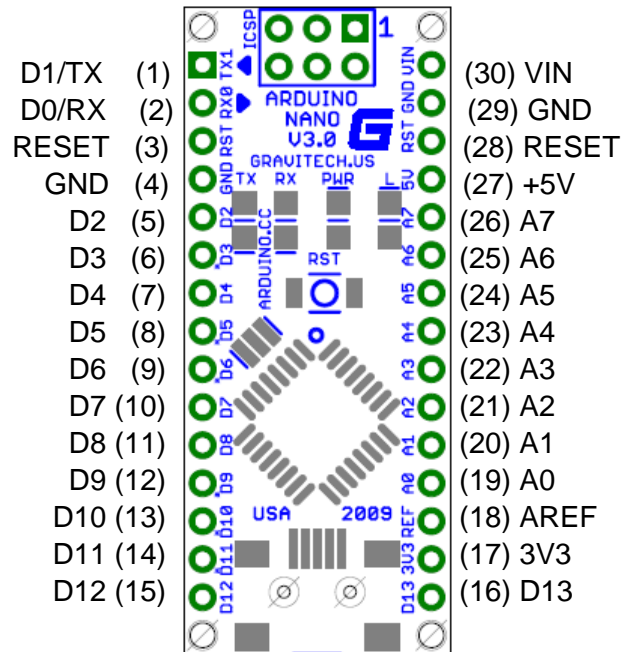 D1/TX (1)
D0/RX (2)
RESET (3)
GND (4)
D2 (5)
D3 (6)
D4 (7)
D5 (8)
D6 (9)
D7 (10)
D8 (11)
D9 (12)
D10 (13)
D11 (14)
D12 (15)
ICSP
1
TX1
RX0
RST
GND
D2
D3
D4
D5
D6
D7
D8
D9
D10
D11
D12
ARDUINO
NANO
V3.0
G
GRAVITECH.US
TX RX PWR L
ARDUINO.CC
RST
USA 2009
VIN
GND
RST
5V
A7
A6
A5
A4
A3
A2
A1
A0
REF
3V3
D13
(30) VIN
(29) GND
(28) RESET
(27) +5V
(26) A7
(25) A6
(24) A5
(23) A4
(22) A3
(21) A2
(20) A1
(19) A0
(18) AREF
(17) 3V3
(16) D13